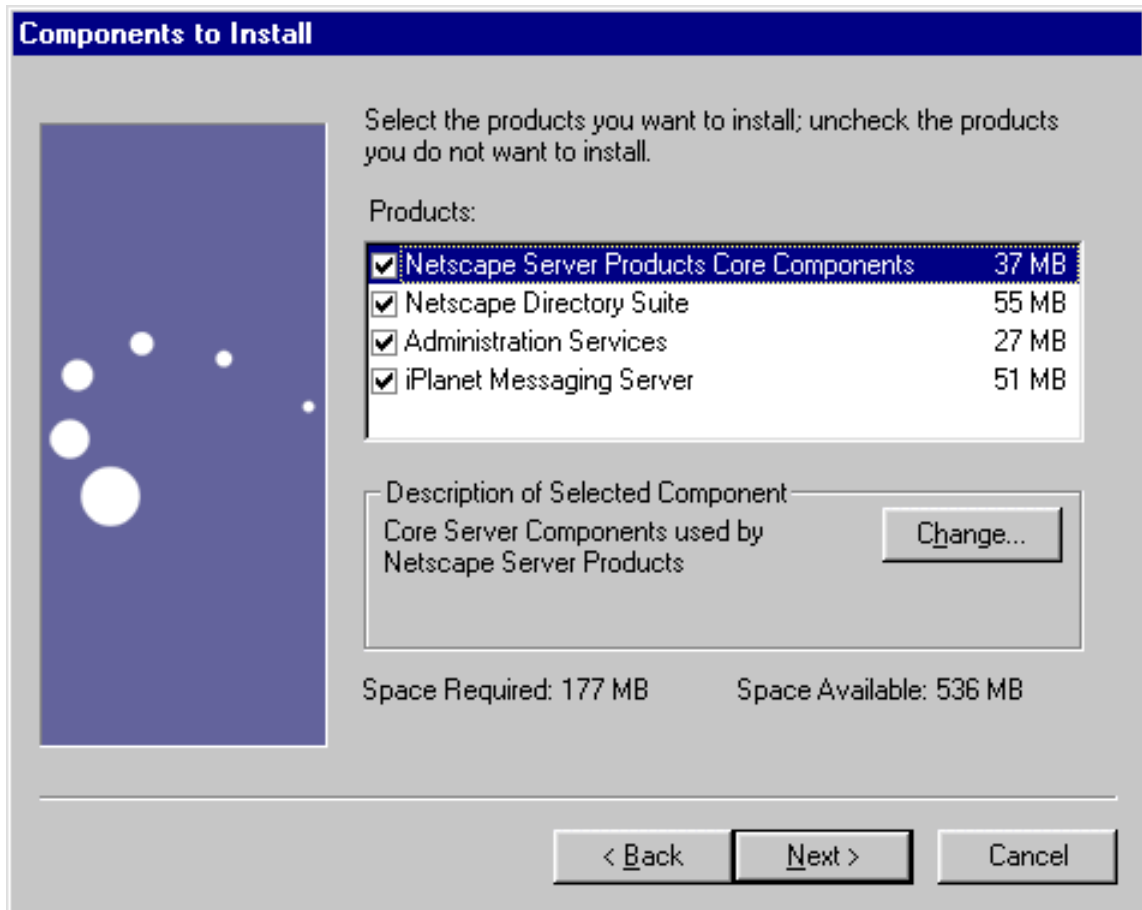 Components to Install
Select the products you want to install; uncheck the products
you do not want to install.
Products:
Netscape Server Products Core Components 37 MB
Netscape Directory Suite 55 MB
Administration Services 27 MB
iPlanet Messaging Server 51 MB
Description of Selected Component
Core Server Components used by
Netscape Server Products
Change...
Space Required: 177 MB Space Available: 536 MB
< Back Next > Cancel